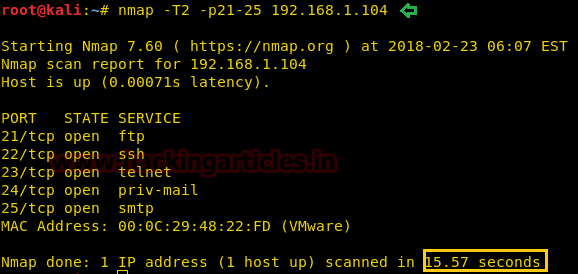 root@kali:~# nmap -T2 -p21-25 192.168.1.104
Starting Nmap 7.60 ( https://nmap.org ) at 2018-02-23 06:07 EST
Nmap scan report for 192.168.1.104
Host is up (0.00071s latency).
PORT   STATE SERVICE
21/tcp open  ftp
22/tcp open  ssh
www.hackingarticles.in
23/tcp open  telnet
24/tcp open  priv-mail
25/tcp open  smtp
MAC Address: 00:0C:29:48:22:FD (VMware)
Nmap done: 1 IP address (1 host up) scanned in 15.57 seconds